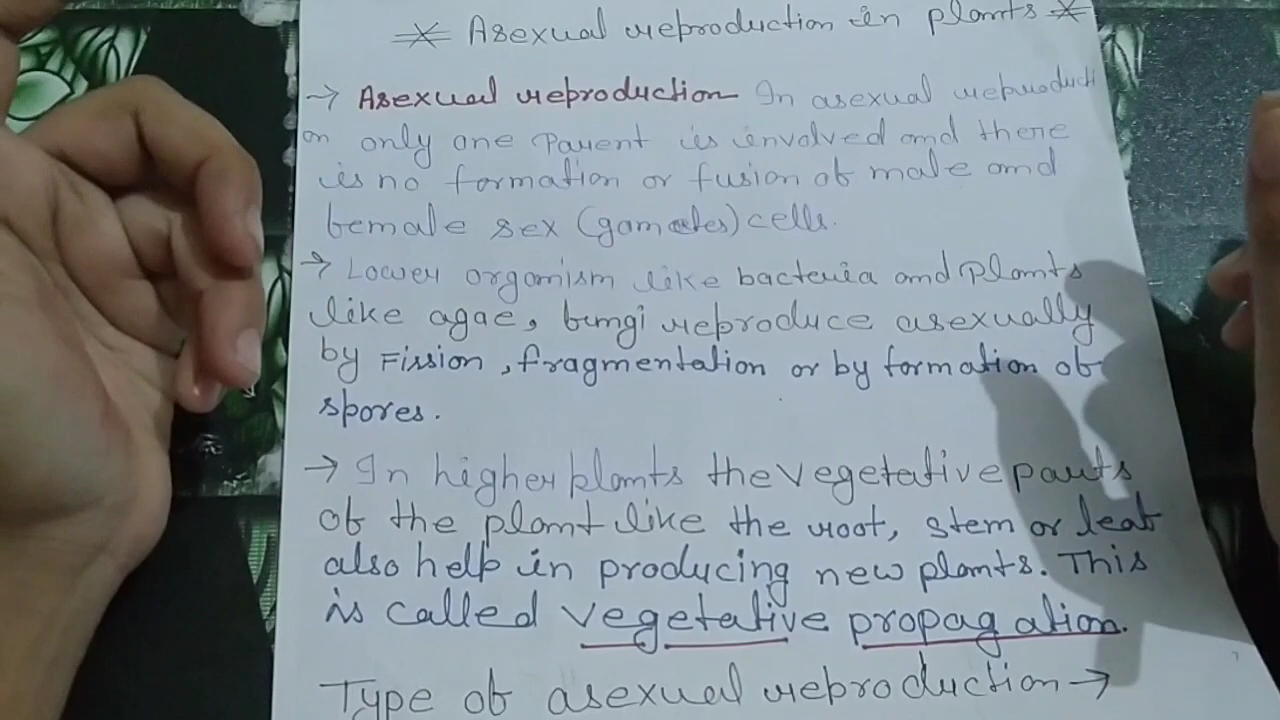 * Asexual reproduction in plants *
→ Asexual reproduction In asexual reproducti
on only one Parent is involved and there
is no formation or fusion of male and
female sex (gametes) cells.
→ Lower organism like bacteria and Plants
like agae, fungi reproduce asexually
by Fission, fragmentation or by formation of
spores.
→ In higher plants the vegetative parts
of the plant like the root, stem or leaf
also help in producing new plants. This
is called vegetative propagation.
Type of asexual reproduction →